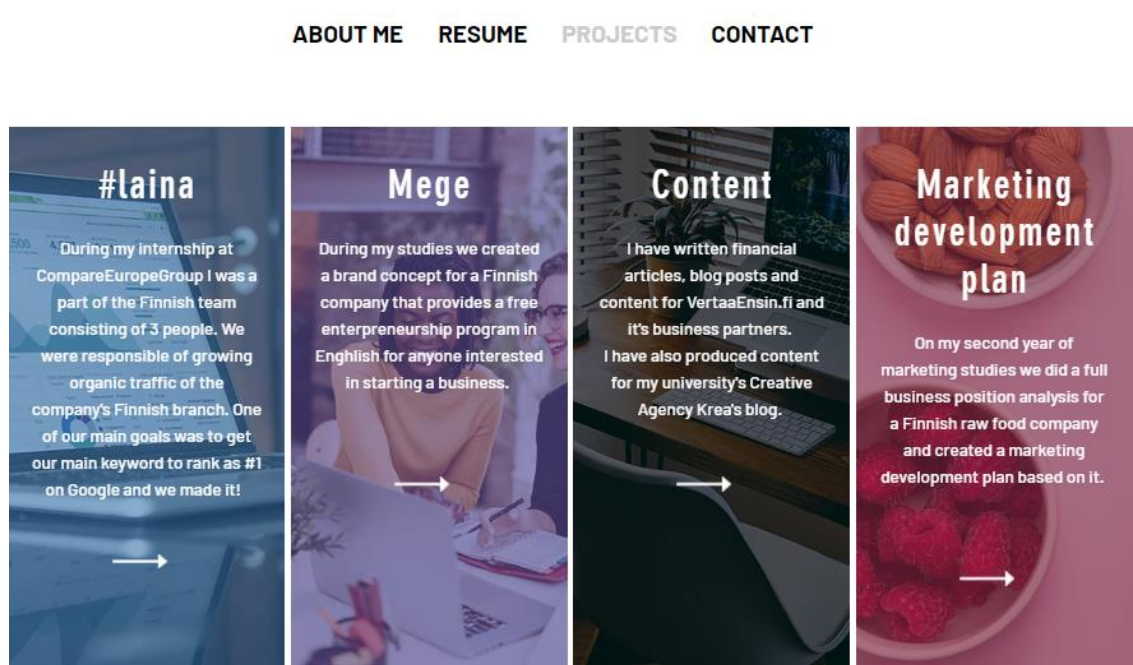 ABOUT ME RESUME PROJECTS CONTACT
#laina
During my internship at
CompareEuropeGroup I was a
part of the Finnish team
consisting of 3 people. We
were responsible of growing
organic traffic of the
company's Finnish branch. One
of our main goals was to get
our main keyword to rank as #1
on Google and we made it!
Mege
During my studies we created
a brand concept for a Finnish
company that provides a free
enterpreneurship program in
Enghlish for anyone interested
in starting a business.
Content
I have written financial
articles, blog posts and
content for VertaaEnsin.fi and
it's business partners.
I have also produced content
for my university's Creative
Agency Krea's blog.
Marketing
development
plan
On my second year of
marketing studies we did a full
business position analysis for
a Finnish raw food company
and created a marketing
development plan based on it.